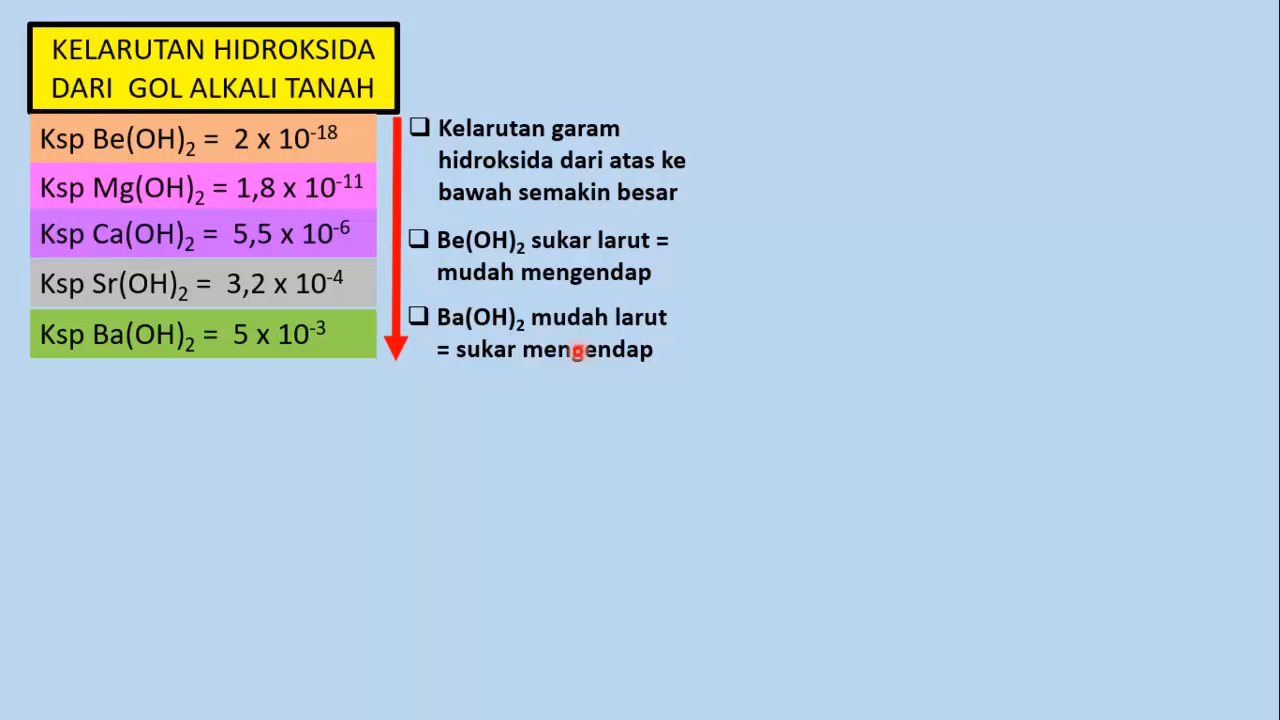 KELARUTAN HIDROKSIDA
DARI GOL ALKALI TANAH
Ksp Be(OH)₂ = 2 x 10⁻¹⁸
Ksp Mg(OH)₂ = 1,8 x 10⁻¹¹
Ksp Ca(OH)₂ = 5,5 x 10⁻⁶
Ksp Sr(OH)₂ = 3,2 x 10⁻⁴
Ksp Ba(OH)₂ = 5 x 10⁻³
❑ Kelarutan garam
hidroksida dari atas ke
bawah semakin besar
❑ Be(OH)₂ sukar larut =
mudah mengendap
❑ Ba(OH)₂ mudah larut
= sukar mengendap